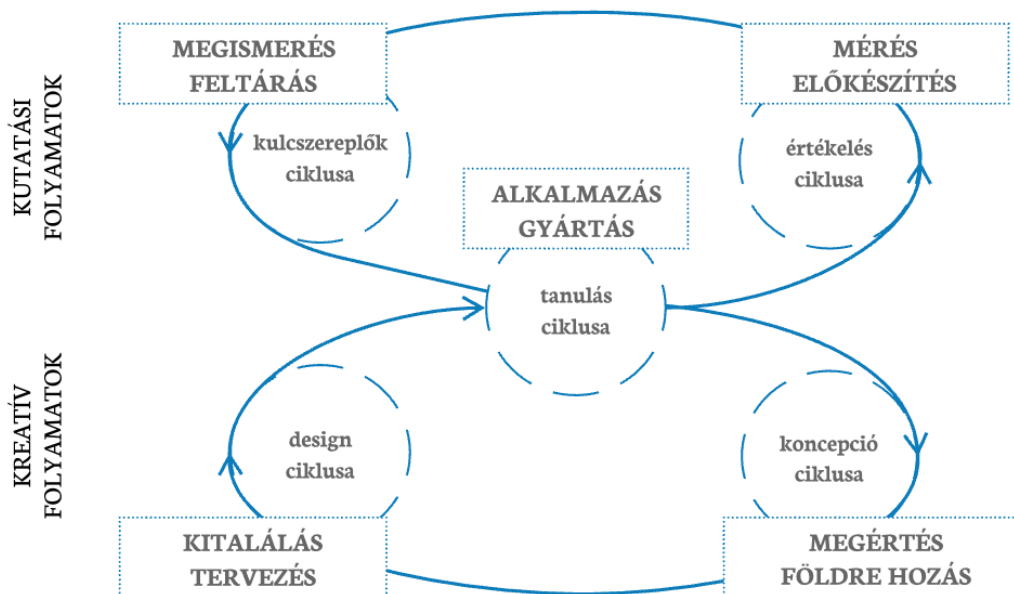 MEGISMERÉS
FELTÁRÁS
MÉRÉS
ELŐKÉSZÍTÉS
KUTATÁSI
FOLYAMATOK
kulcszereplők
ciklusa
értékelés
ciklusa
ALKALMAZÁS
GYÁRTÁS
tanulás
ciklusa
KREATÍV
FOLYAMATOK
design
ciklusa
koncepció
ciklusa
KITALÁLÁS
TERVEZÉS
MEGÉRTÉS
FÖLDRE HOZÁS